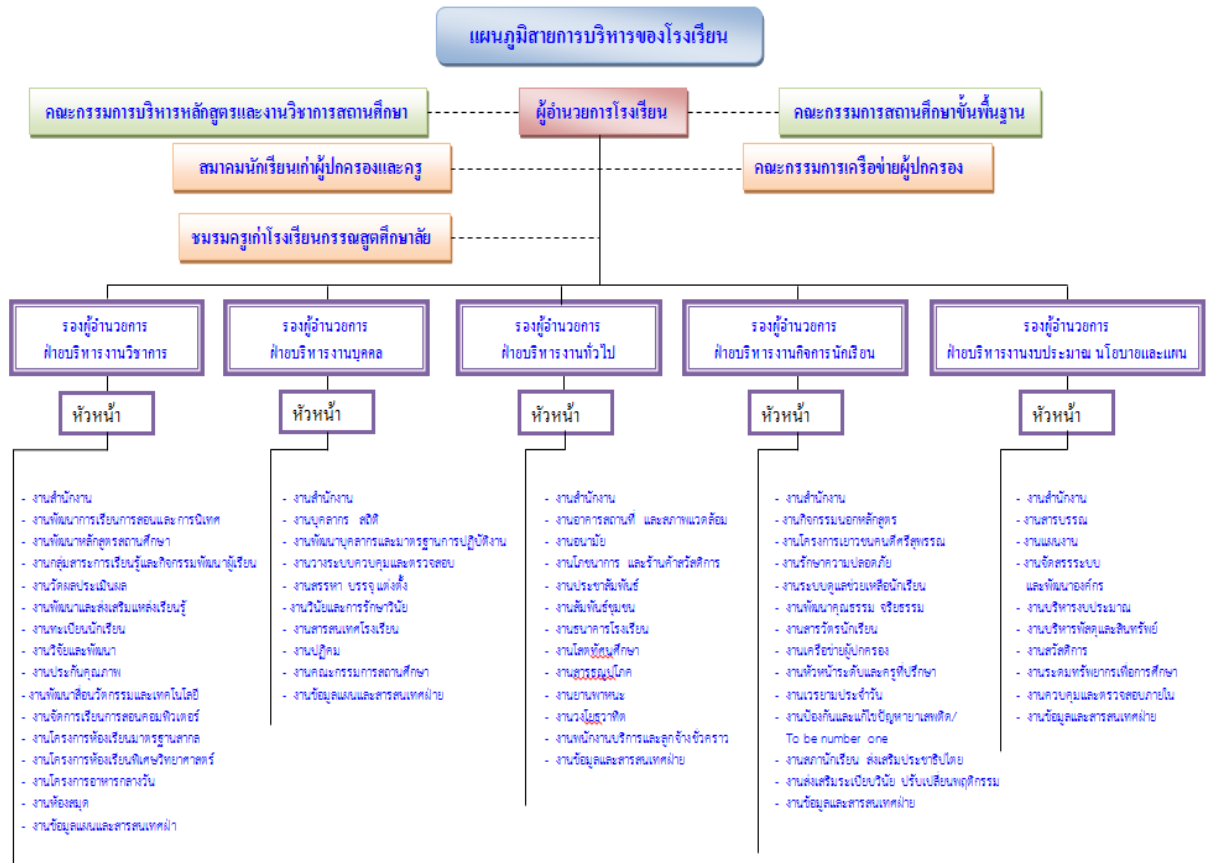 แผนภูมิสายการบริหารของโรงเรียน
คณะกรรมการบริหารหลักสูตรและงานวิชาการสถานศึกษา
ผู้อำนวยการโรงเรียน
คณะกรรมการสถานศึกษาขั้นพื้นฐาน
สมาคมนักเรียนเก่าผู้ปกครองและครู
คณะกรรมการเครือข่ายผู้ปกครอง
ชมรมครูเก่าโรงเรียนกรรณสูตศึกษาลัย
รองผู้อำนวยการ
ฝ่ายบริหารงานวิชาการ
หัวหน้า
- งานสำนักงาน
- งานพัฒนาการเรียนการสอนและการนิเทศ
- งานพัฒนาหลักสูตรสถานศึกษา
- งานกลุ่มสาระการเรียนรู้และกิจกรรมพัฒนาผู้เรียน
- งานวัดผลประเมินผล
- งานพัฒนาและส่งเสริมแหล่งเรียนรู้
- งานทะเบียนนักเรียน
- งานวิจัยและพัฒนา
- งานประกันคุณภาพ
-งานพัฒนาสื่อนวัตกรรมและเทคโนโลยี
- งานจัดการเรียนการสอนคอมพิวเตอร์
- งานโครงการห้องเรียนมาตรฐานสากล
- งานโครงการห้องเรียนพิเศษวิทยาศาสตร์
- งานโครงการอาหารกลางวัน
- งานห้องสมุด
- งานข้อมูลแผนและสารสนเทศฝ่า
รองผู้อำนวยการ
ฝ่ายบริหารงานบุคคล
หัวหน้า
- งานสำนักงาน
- งานบุคลากร สถิติ
- งานพัฒนาบุคลากรและมาตรฐานการปฏิบัติงาน
- งานวางระบบควบคุมและตรวจสอบ
- งานสรรหา บรรจุ แต่งตั้ง
-งานวินัยและการรักษาวินัย
- งานสารสนเทศโรงเรียน
- งานปฏิคม
- งานคณะกรรมการสถานศึกษา
- งานข้อมูลแผนและสารสนเทศฝ่าย
รองผู้อำนวยการ
ฝ่ายบริหารงานทั่วไป
หัวหน้า
- งานสำนักงาน
- งานอาคารสถานที่ และสภาพแวดล้อม
- งานอนามัย
- งานโภชนาการ และร้านค้าสวัสดิการ
- งานประชาสัมพันธ์
- งานสัมพันธ์ชุมชน
- งานธนาคารโรงเรียน
- งานโสตทัศนศึกษา
- งานสาธารณูปโภค
- งานยานพาหนะ
- งานวงโยธวาทิต
- งานพนักงานบริการและลูกจ้างชั่วคราว
- งานข้อมูลและสารสนเทศฝ่าย
รองผู้อำนวยการ
ฝ่ายบริหารงานกิจการนักเรียน
หัวหน้า
- งานสำนักงาน
- งานกิจกรรมนอกหลักสูตร
- งานโครงการเยาวชนคนดีศรีสุพรรณ
- งานรักษาความปลอดภัย
- งานระบบดูแลช่วยเหลือนักเรียน
- งานพัฒนาคุณธรรม จริยธรรม
- งานสารวัตรนักเรียน
- งานเครือข่ายผู้ปกครอง
- งานหัวหน้าระดับและครูที่ปรึกษา
- งานเวรยามประจำวัน
- งานป้องกันและแก้ไขปัญหายาเสพติด/
To be number one
- งานสภานักเรียน ส่งเสริมประชาธิปไตย
- งานส่งเสริมระเบียบวินัย ปรับเปลี่ยนพฤติกรรม
- งานข้อมูลและสารสนเทศฝ่าย
รองผู้อำนวยการ
ฝ่ายบริหารงานงบประมาณ นโยบายและแผน
หัวหน้า
- งานสำนักงาน
-งานสารบรรณ
-งานแผนงาน
-งานจัดสรรระบบ
และพัฒนาองค์กร
- งานบริหารงบประมาณ
- งานบริหารพัสดุและสินทรัพย์
- งานสวัสดิการ
- งานระดมทรัพยากรเพื่อการศึกษา
- งานควบคุมและตรวจสอบภายใน
- งานข้อมูลและสารสนเทศฝ่าย